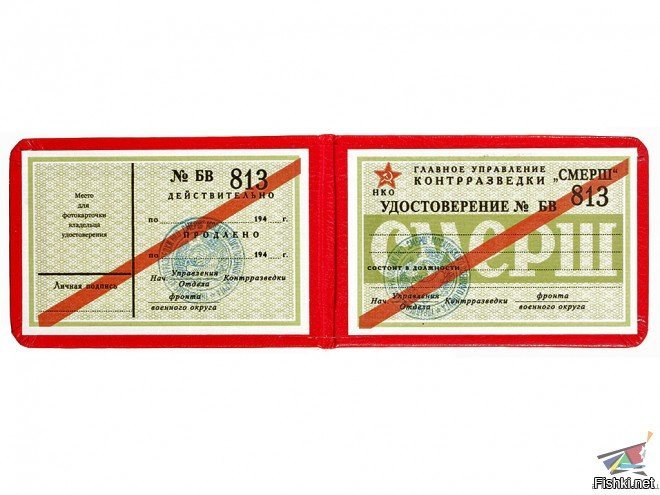 Место
для
фотокарточки
владельца
удостоверения
Личная подпись
№ БВ 813
ДЕЙСТВИТЕЛЬНО
по 194 г.
ПРОДЛЕНО
по 194 г.
Управления
Нач. Контрразведки
Отдела
фронта
военного округа
НКО
ГЛАВНОЕ УПРАВЛЕНИЕ
КОНТРРАЗВЕДКИ „СМЕРШ“
УДОСТОВЕРЕНИЕ № БВ 813
СМЕРШ
СОСТОИТ В ДОЛЖНОСТИ
Управления
Нач. Контрразведки
Отдела
фронта
военного округа
Fishki.net